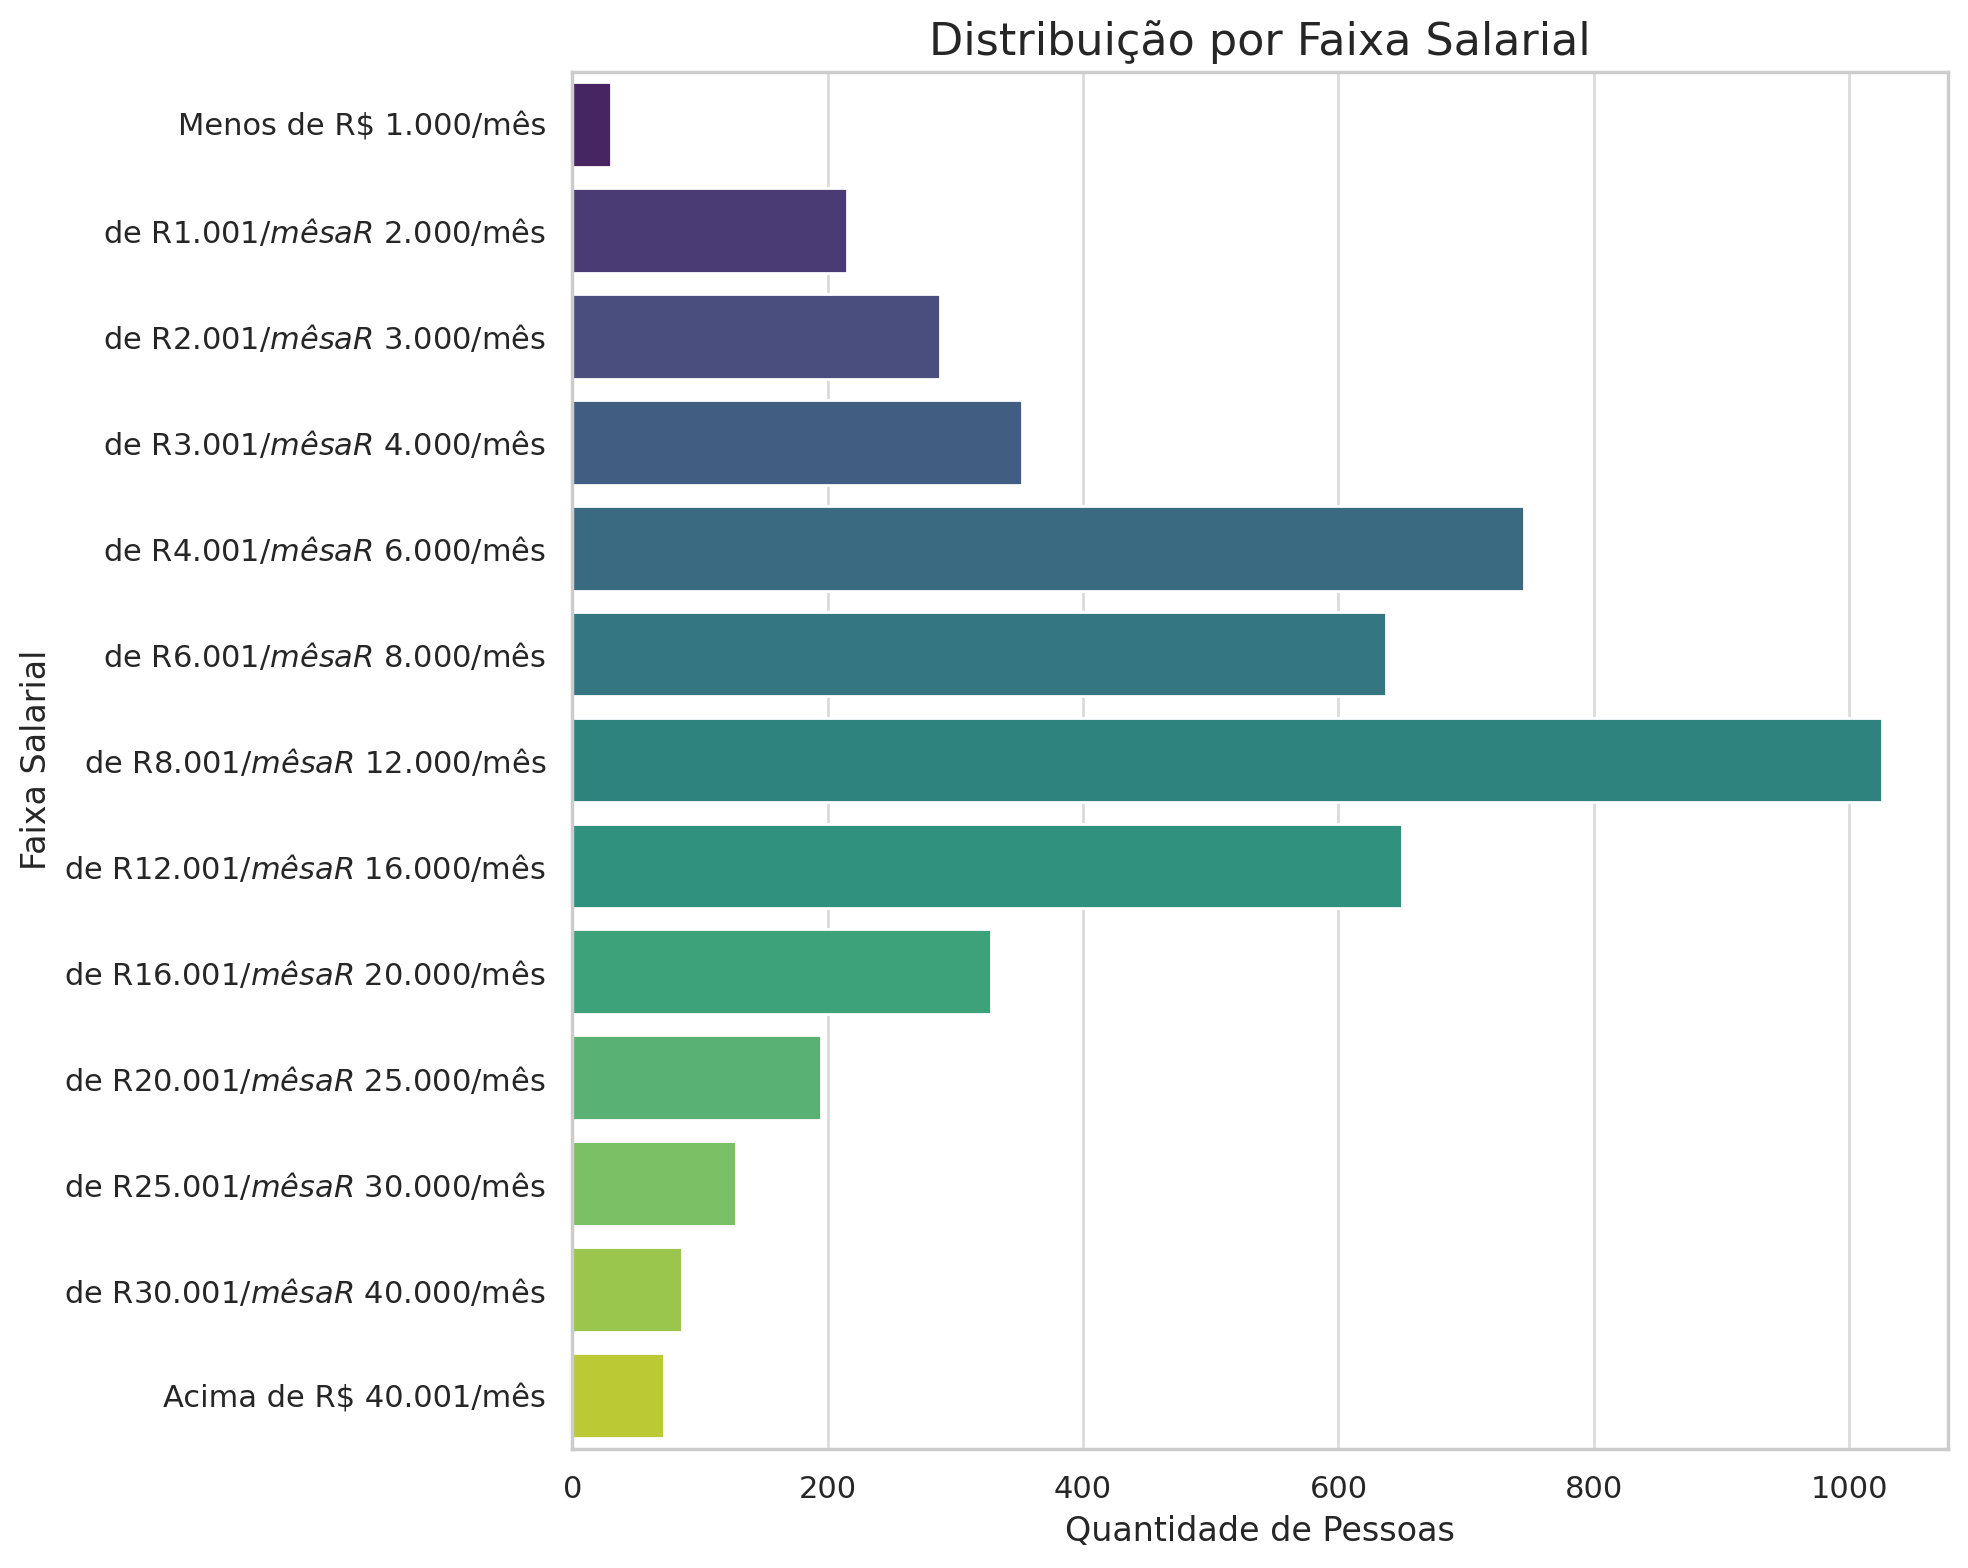 Distribuição por Faixa Salarial
Faixa Salarial
Menos de R$ 1.000/mês
de R1.001/mêsaR 2.000/mês
de R2.001/mêsaR 3.000/mês
de R3.001/mêsaR 4.000/mês
de R4.001/mêsaR 6.000/mês
de R6.001/mêsaR 8.000/mês
de R8.001/mêsaR 12.000/mês
de R12.001/mêsaR 16.000/mês
de R16.001/mêsaR 20.000/mês
de R20.001/mêsaR 25.000/mês
de R25.001/mêsaR 30.000/mês
de R30.001/mêsaR 40.000/mês
Acima de R$ 40.001/mês
0 200 400 600 800 1000
Quantidade de Pessoas